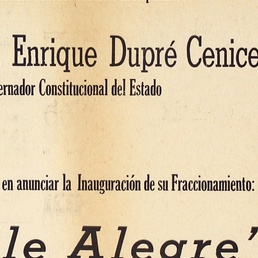 Enrique Dupré Cenice
ernador Constitucional del Estado
en anunciar la Inauguración de su Fraccionamiento:
le Alegre"